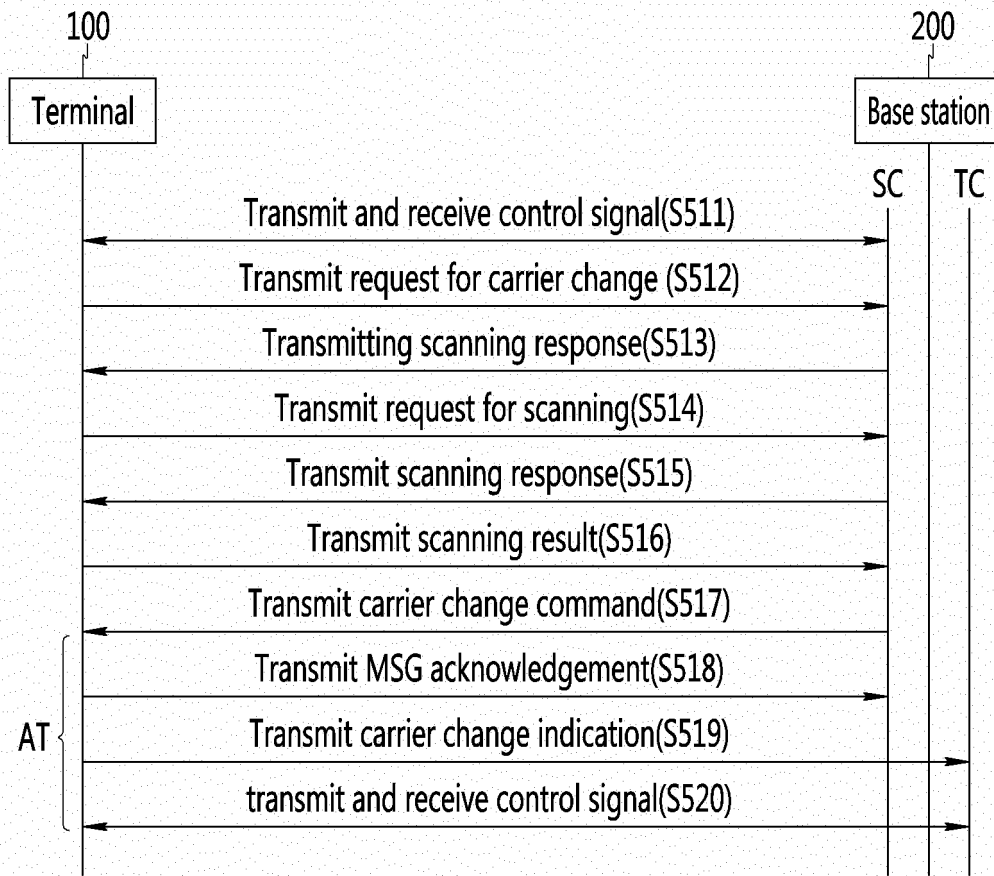 100
200
Terminal
Base station
SC
TC
Transmit and receive control signal(S511)
Transmit request for carrier change (S512)
Transmitting scanning response(S513)
Transmit request for scanning(S514)
Transmit scanning response(S515)
Transmit scanning result(S516)
Transmit carrier change command(S517)
Transmit MSG acknowledgement(S518)
AT
Transmit carrier change indication(S519)
transmit and receive control signal(S520)